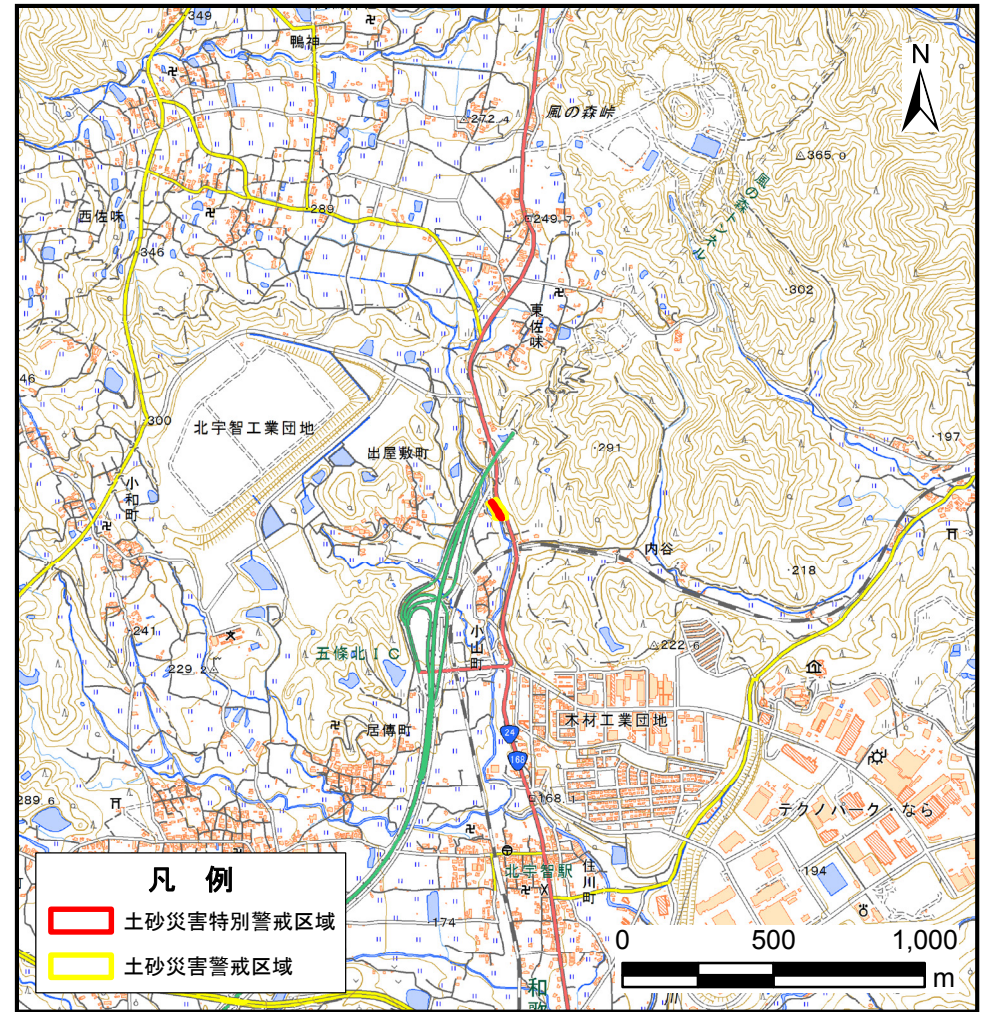 349
鴨神
N
風の森峠
272.4
365.0
風の森トンネル
西佐味
289
249.7
346
302
東佐味
46
300
北宇智工業団地
出屋敷町
291
197
小和町
内谷
218
241
小山町
222.6
229.2
五條北IC
木材工業団地
居傳町
24
168
289.6
168.1
テクノパーク・なら
北宇智駅
住川町
194
174
和歌
凡例
土砂災害特別警戒区域
土砂災害警戒区域
0 500 1,000
m